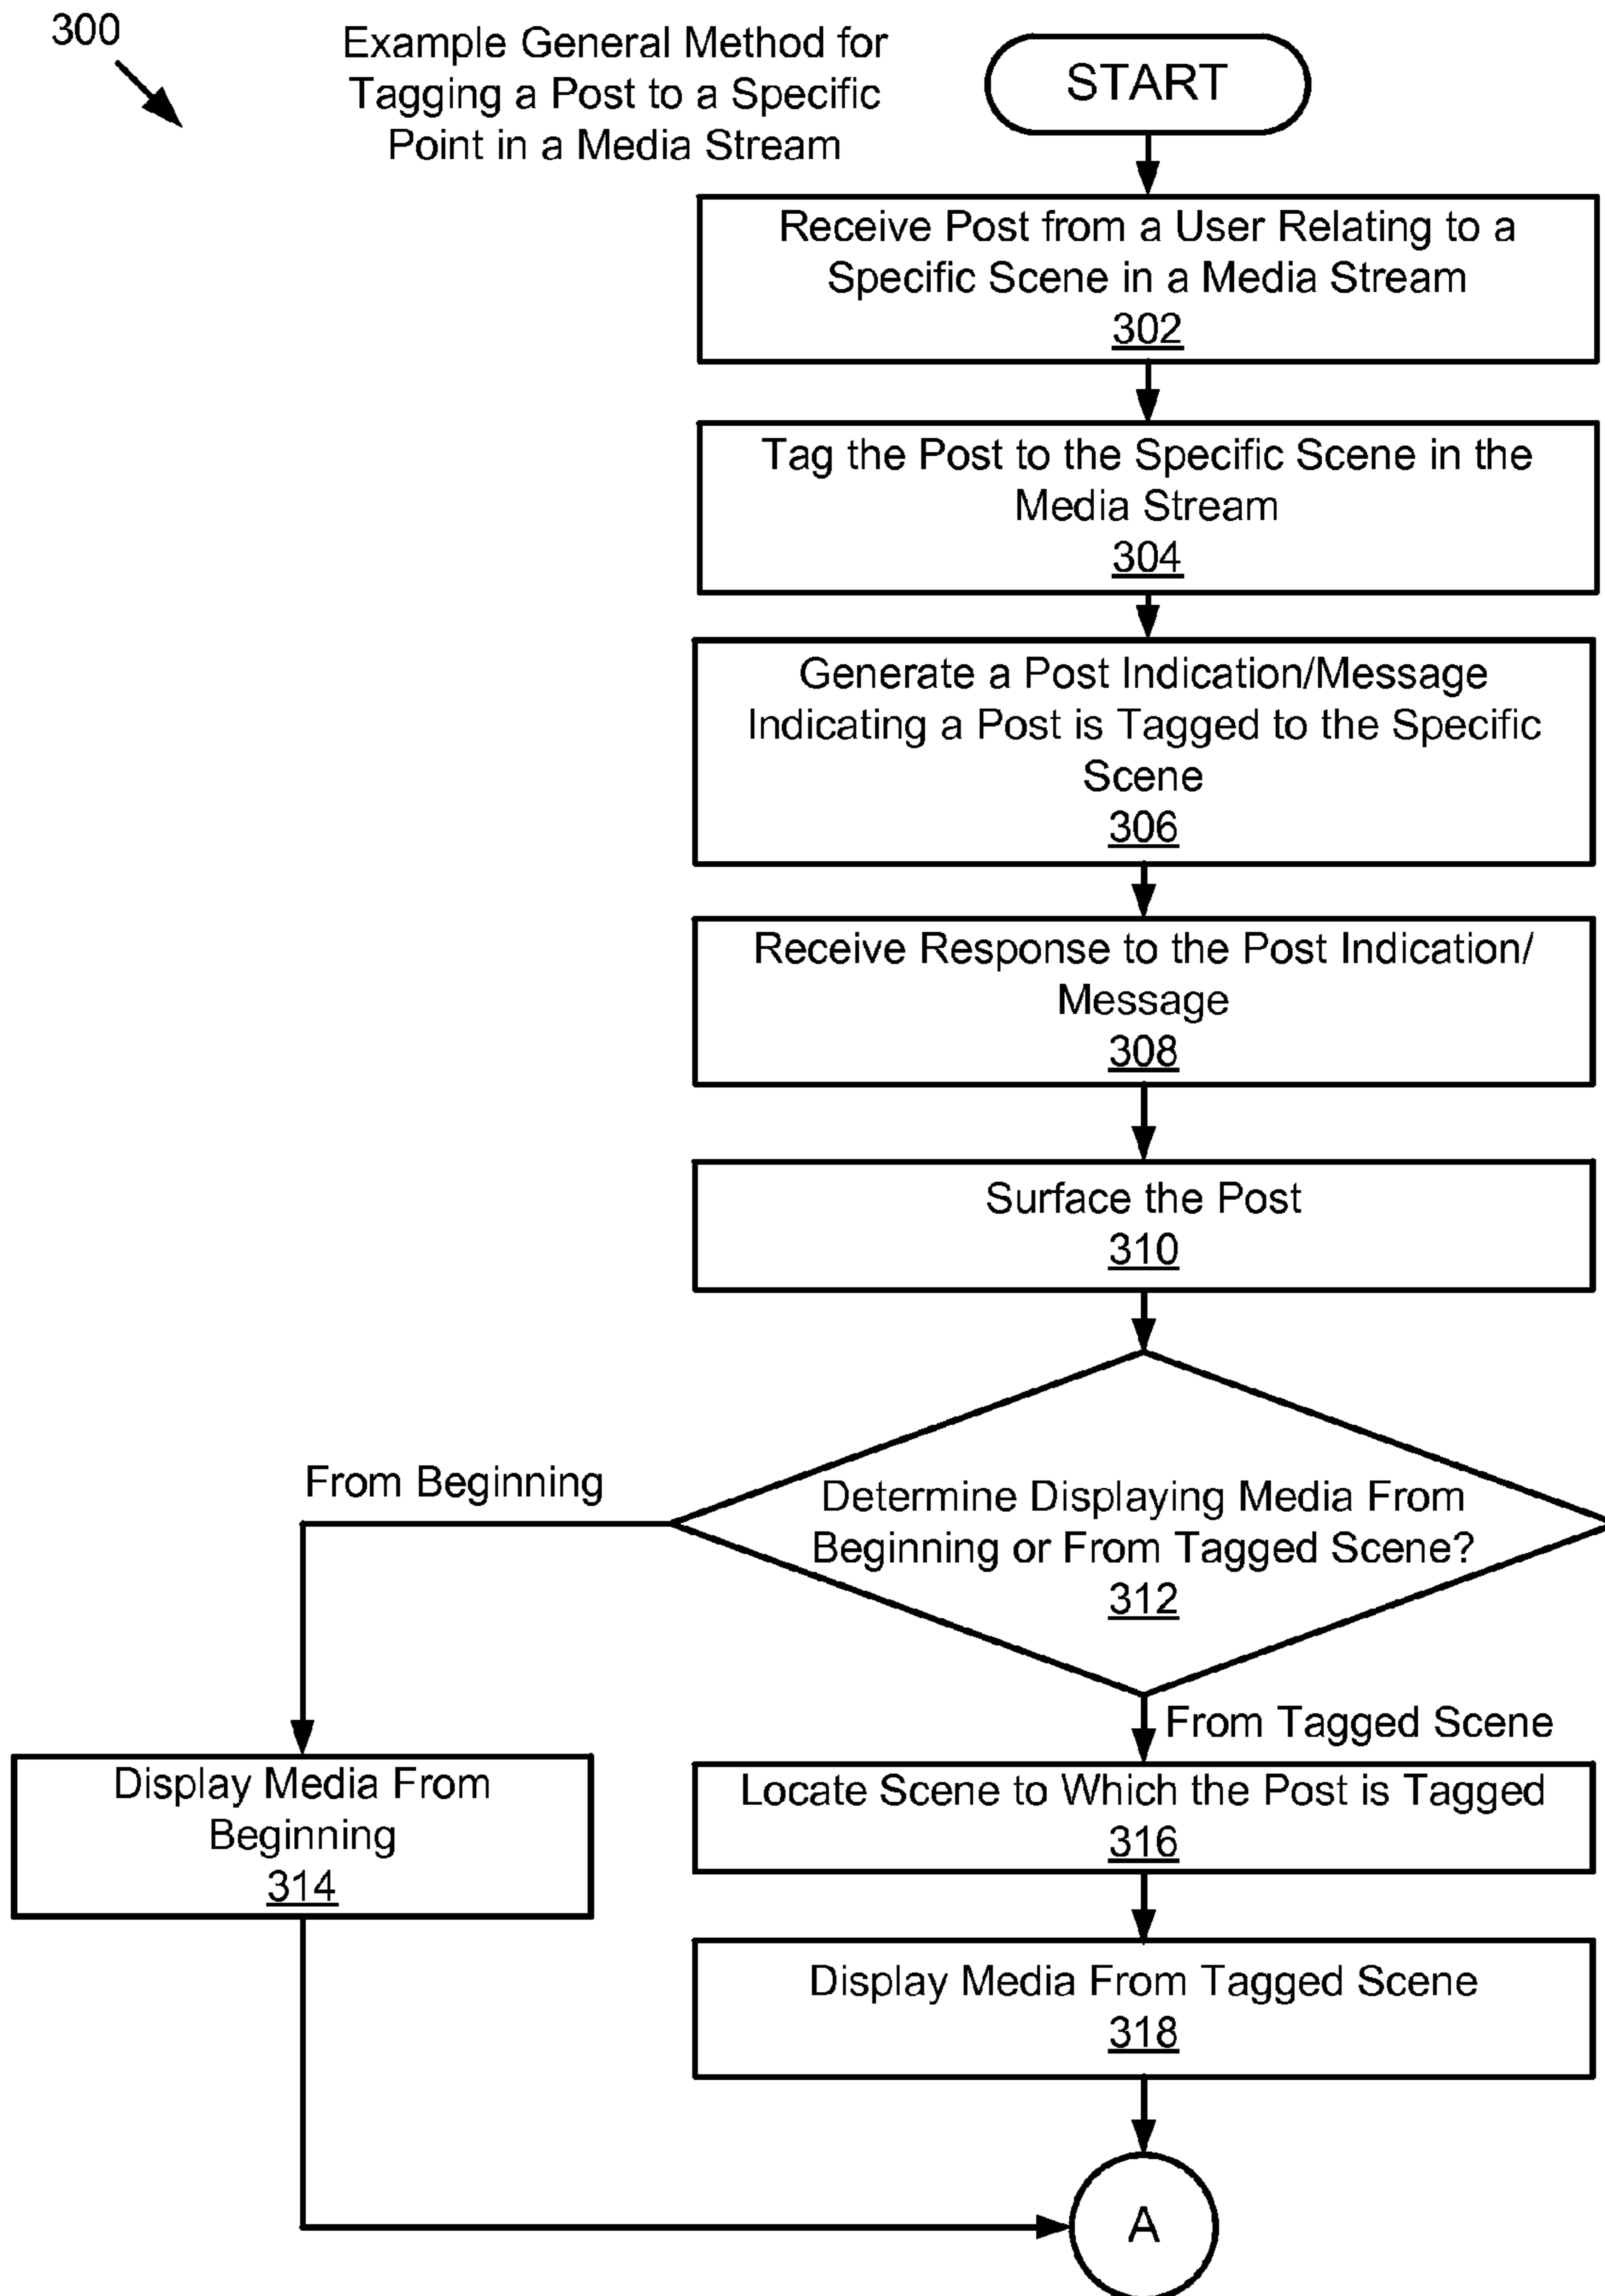 300
Example General Method for
Tagging a Post to a Specific
Point in a Media Stream
START
Receive Post from a User Relating to a
Specific Scene in a Media Stream
302
Tag the Post to the Specific Scene in the
Media Stream
304
Generate a Post Indication/Message
Indicating a Post is Tagged to the Specific
Scene
306
Receive Response to the Post Indication/
Message
308
Surface the Post
310
Determine Displaying Media From
Beginning or From Tagged Scene?
312
From Beginning
From Tagged Scene
Display Media From
Beginning
314
Locate Scene to Which the Post is Tagged
316
Display Media From Tagged Scene
318
A